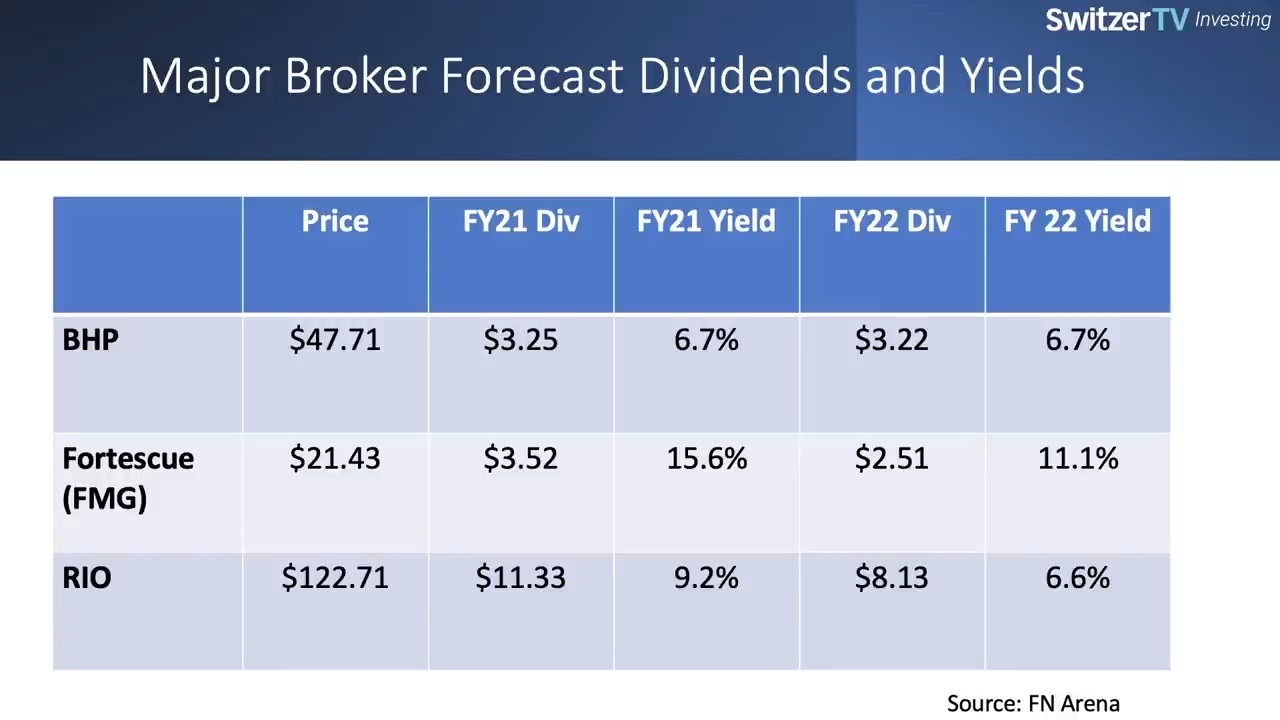 SwitzerTV Investing
Major Broker Forecast Dividends and Yields
Price FY21 Div FY21 Yield FY22 Div FY 22 Yield
BHP $47.71 $3.25 6.7% $3.22 6.7%
Fortescue $21.43 $3.52 15.6% $2.51 11.1%
(FMG)
RIO $122.71 $11.33 9.2% $8.13 6.6%
Source: FN Arena